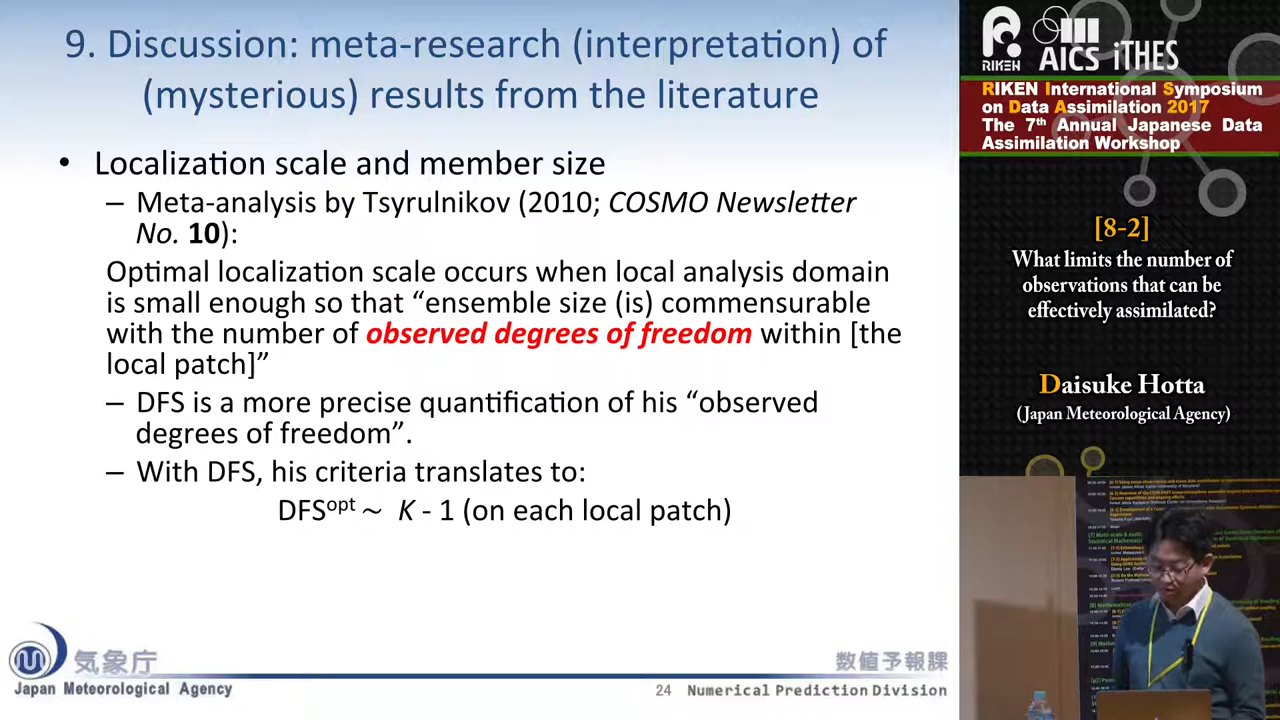 9. Discussion: meta-research (interpretation) of
(mysterious) results from the literature
• Localization scale and member size
– Meta-analysis by Tsyrulnikov (2010; COSMO Newsletter
No. 10):
Optimal localization scale occurs when local analysis domain
is small enough so that “ensemble size (is) commensurable
with the number of observed degrees of freedom within [the
local patch]”
– DFS is a more precise quantification of his “observed
degrees of freedom”.
– With DFS, his criteria translates to:
DFSopt ~ K - 1 (on each local patch)
気象庁
Japan Meteorological Agency
数値予報課
24 Numerical Prediction Division
RIKEN AICS iTHES
RIKEN International Symposium
on Data Assimilation 2017
The 7th Annual Japanese Data
Assimilation Workshop
[8-2]
What limits the number of
observations that can be
effectively assimilated?
Daisuke Hotta
(Japan Meteorological Agency)